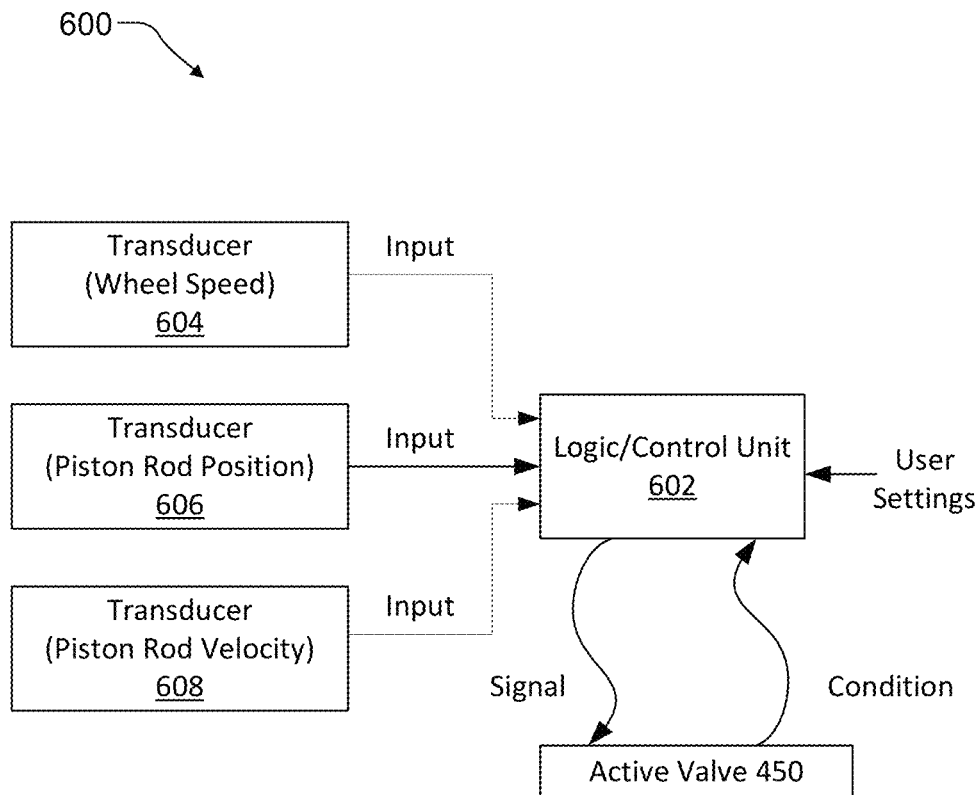 600
Transducer
(Wheel Speed)
604
Input
Transducer
(Piston Rod Position)
606
Input
Transducer
(Piston Rod Velocity)
608
Input
Logic/Control Unit
602
User
Settings
Signal
Condition
Active Valve 450